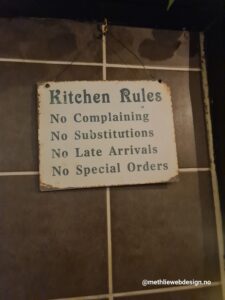 Kitchen Rules
No Complaining
No Substitutions
No Late Arrivals
No Special Orders
@methliewebdesign.no